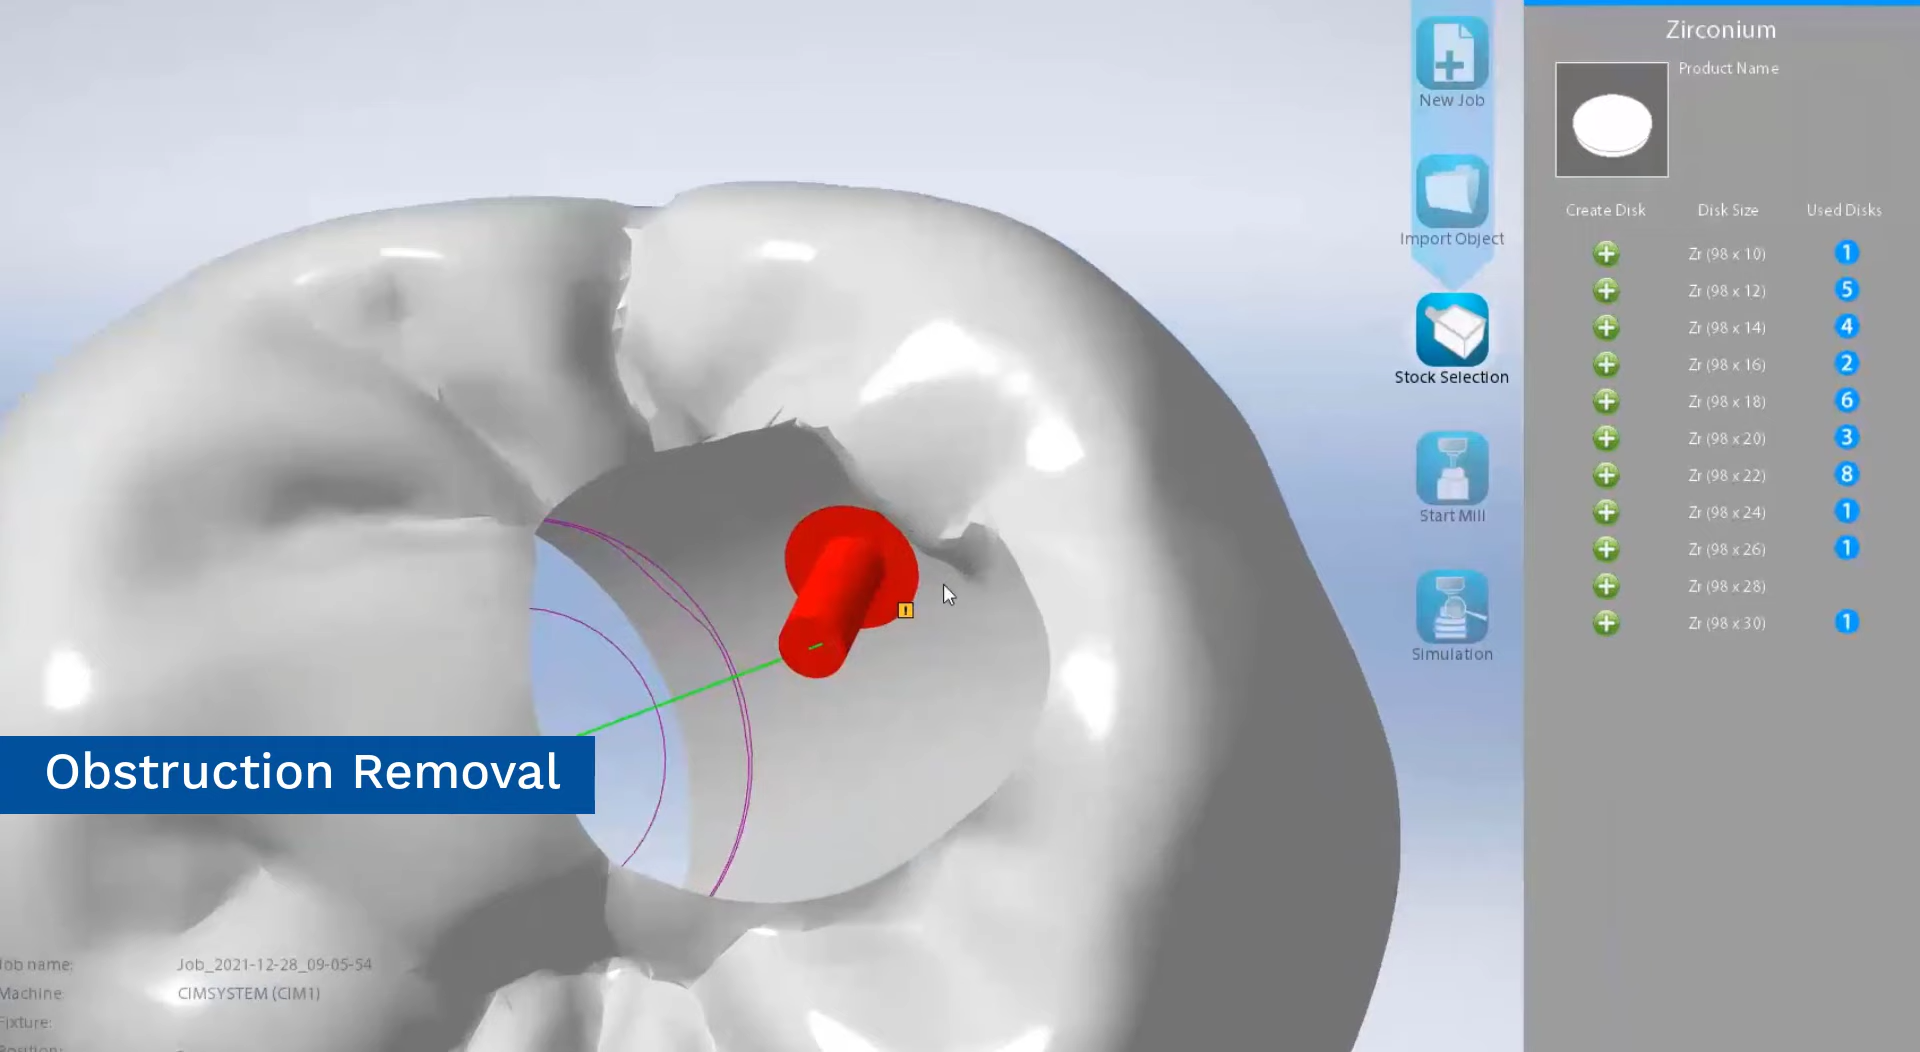 Zirconium
Product Name
New Job
Import Object
Stock Selection
Start Mill
Simulation
Create Disk Disk Size Used Disks
Zr (98 x 10) 1
Zr (98 x 12) 5
Zr (98 x 14) 4
Zr (98 x 16) 2
Zr (98 x 18) 6
Zr (98 x 20) 3
Zr (98 x 22) 8
Zr (98 x 24) 1
Zr (98 x 26) 1
Zr (98 x 28)
Zr (98 x 30) 1
!
Obstruction Removal
Job name: Job_2021-12-28_09-05-54
Machine: CIMSYSTEM (CIM1)
Fixture:
Position: